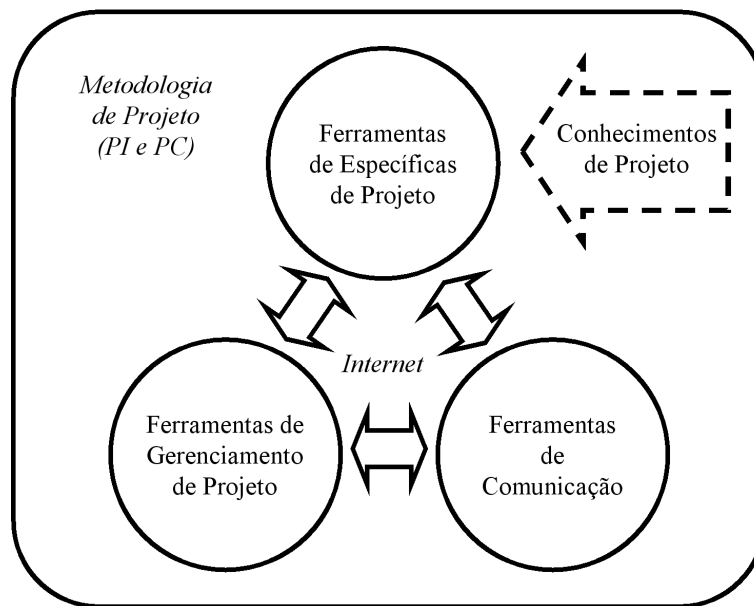 Metodologia
de Projeto
(PI e PC)
Ferramentas
de Específicas
de Projeto
Conhecimentos
de Projeto
Internet
Ferramentas de
Gerenciamento
de Projeto
Ferramentas
de
Comunicação